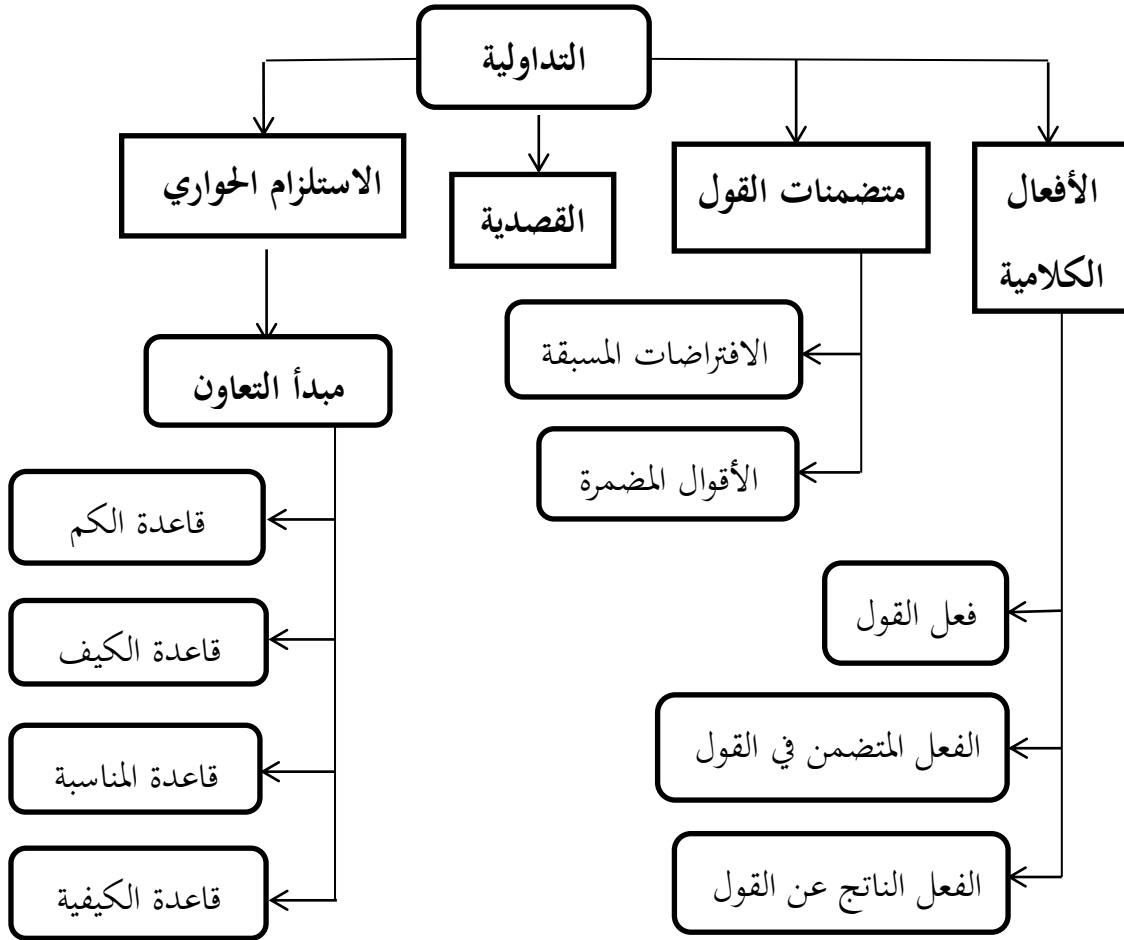 التداولية
الأفعال
الكلامية
متضمنات القول
القصدية
الاستلزام الحواري
الافتراضات المسبقة
الأقوال المضمرة
مبدأ التعاون
فعل القول
الفعل المتضمن في القول
الفعل الناتج عن القول
قاعدة الكم
قاعدة الكيف
قاعدة المناسبة
قاعدة الكيفية